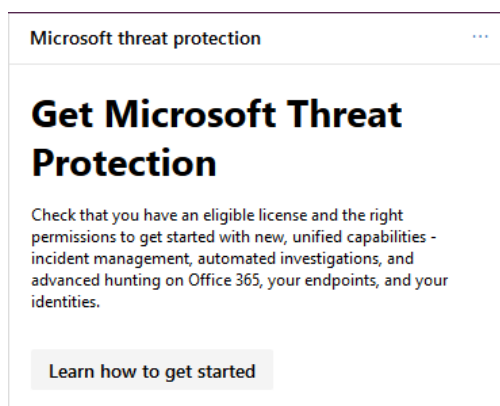 Microsoft threat protection
Get Microsoft Threat
Protection
Check that you have an eligible license and the right
permissions to get started with new, unified capabilities -
incident management, automated investigations, and
advanced hunting on Office 365, your endpoints, and your
identities.
Learn how to get started